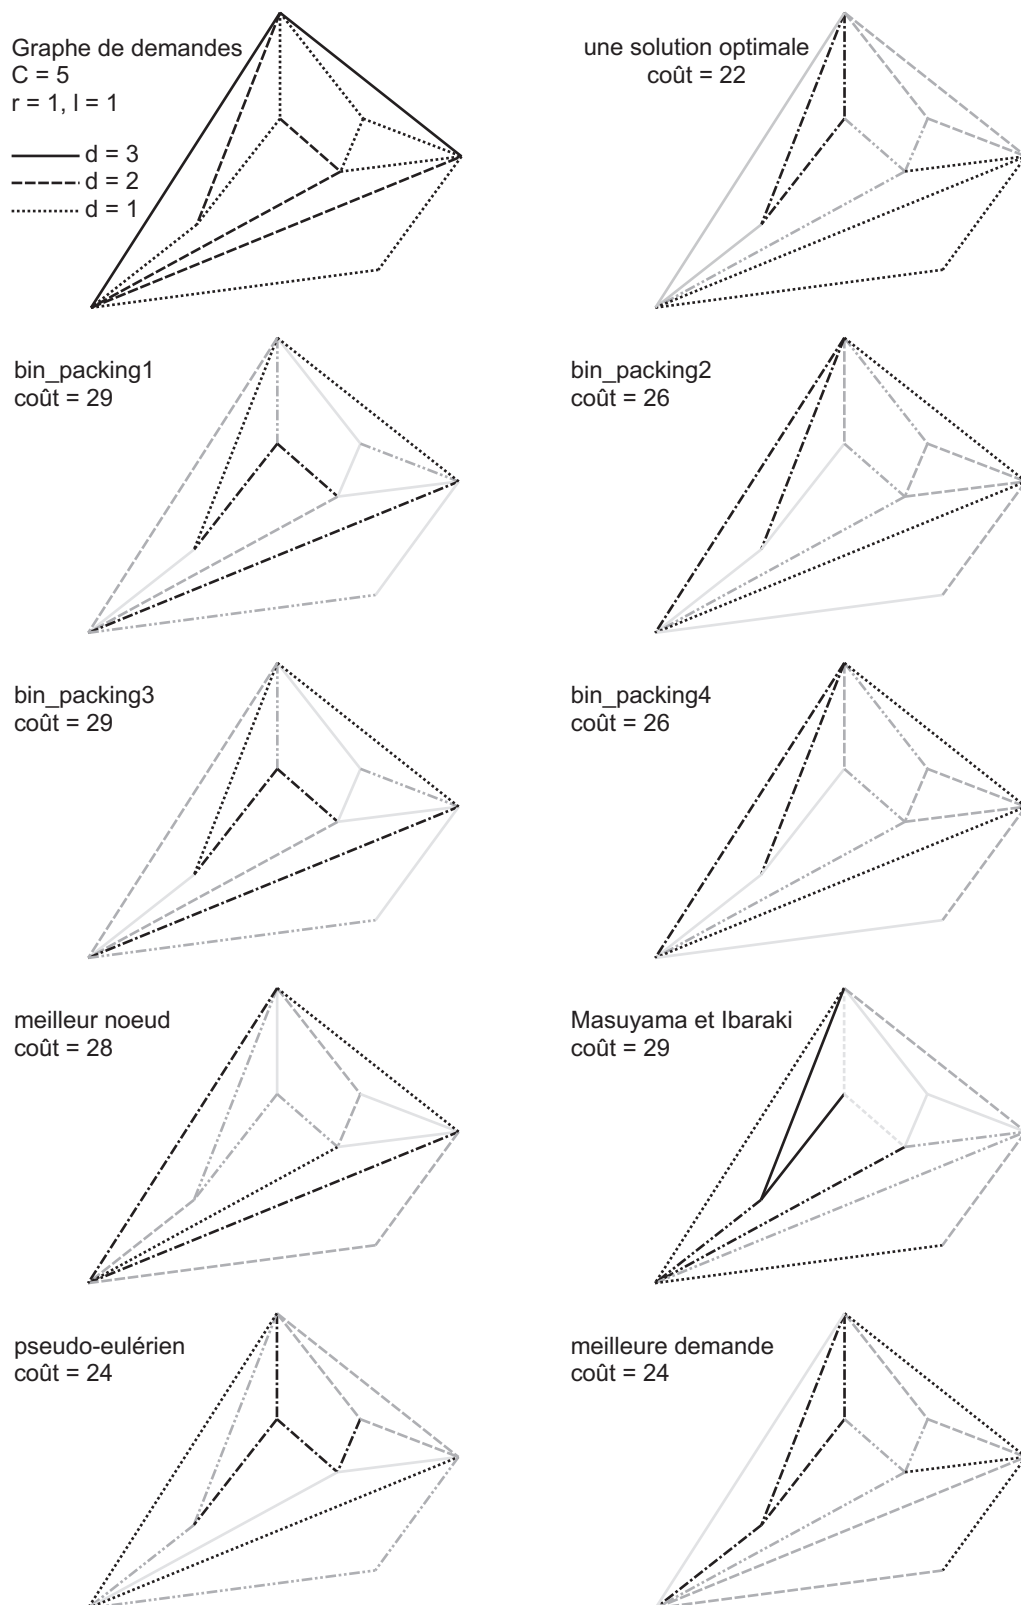 Graphe de demandes
C = 5
r = 1, l = 1
d = 3
d = 2
d = 1
une solution optimale
coût = 22
bin_packing1
coût = 29
bin_packing2
coût = 26
bin_packing3
coût = 29
bin_packing4
coût = 26
meilleur noeud
coût = 28
Masuyama et Ibaraki
coût = 29
pseudo-eulérien
coût = 24
meilleure demande
coût = 24